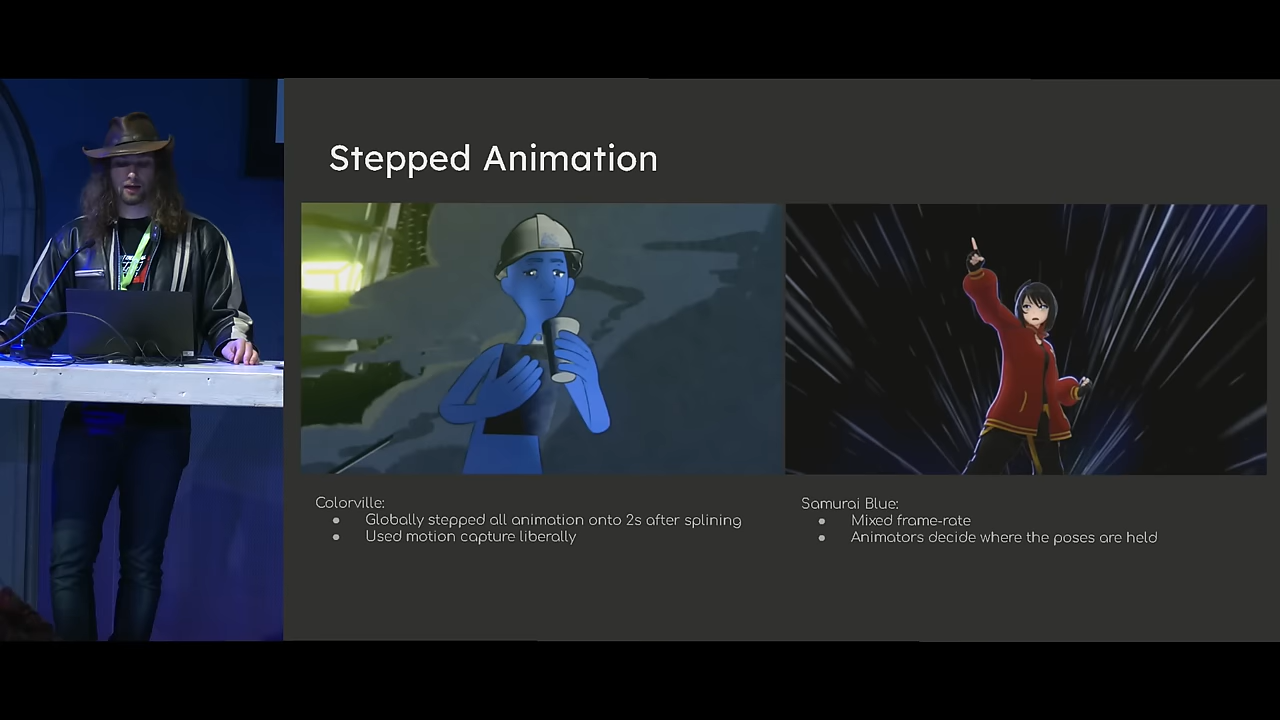 Stepped Animation
Colorville:
● Globally stepped all animation onto 2s after splining
● Used motion capture liberally
Samurai Blue:
● Mixed frame-rate
● Animators decide where the poses are held